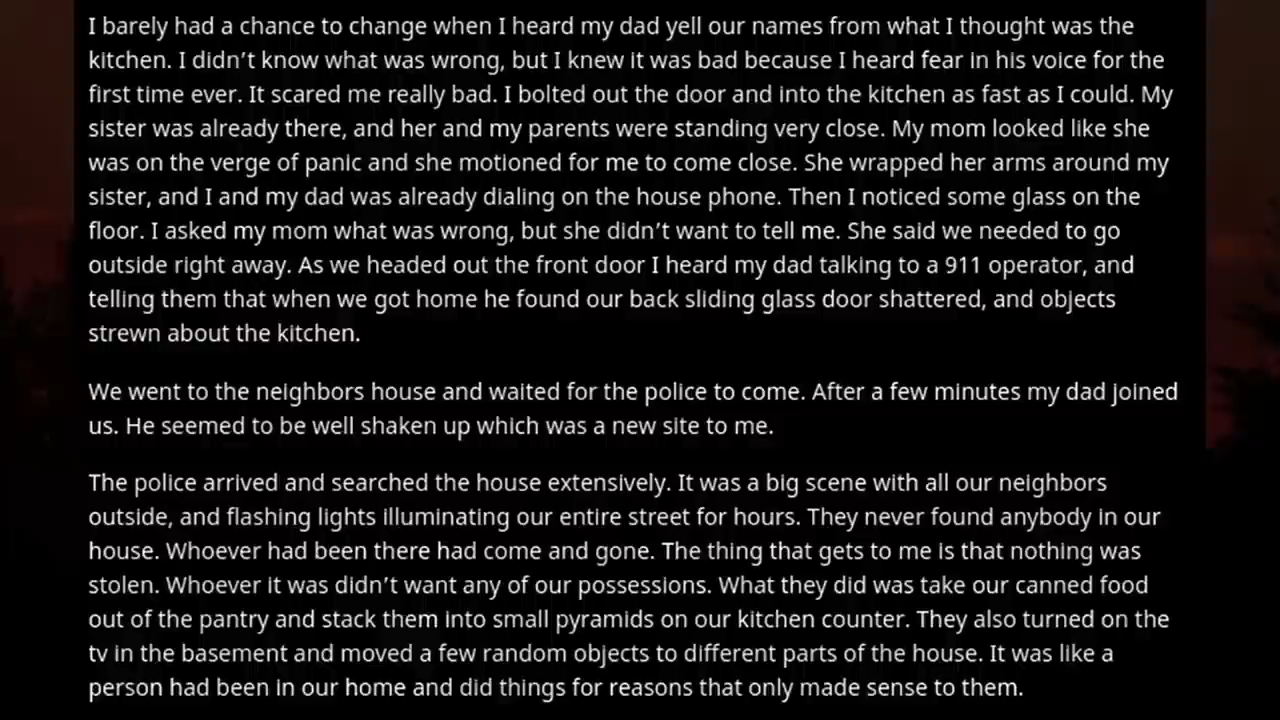 I barely had a chance to change when I heard my dad yell our names from what I thought was the
kitchen. I didn’t know what was wrong, but I knew it was bad because I heard fear in his voice for the
first time ever. It scared me really bad. I bolted out the door and into the kitchen as fast as I could. My
sister was already there, and her and my parents were standing very close. My mom looked like she
was on the verge of panic and she motioned for me to come close. She wrapped her arms around my
sister, and I and my dad was already dialing on the house phone. Then I noticed some glass on the
floor. I asked my mom what was wrong, but she didn’t want to tell me. She said we needed to go
outside right away. As we headed out the front door I heard my dad talking to a 911 operator, and
telling them that when we got home he found our back sliding glass door shattered, and objects
strewn about the kitchen.
We went to the neighbors house and waited for the police to come. After a few minutes my dad joined
us. He seemed to be well shaken up which was a new site to me.
The police arrived and searched the house extensively. It was a big scene with all our neighbors
outside, and flashing lights illuminating our entire street for hours. They never found anybody in our
house. Whoever had been there had come and gone. The thing that gets to me is that nothing was
stolen. Whoever it was didn’t want any of our possessions. What they did was take our canned food
out of the pantry and stack them into small pyramids on our kitchen counter. They also turned on the
tv in the basement and moved a few random objects to different parts of the house. It was like a
person had been in our home and did things for reasons that only made sense to them.